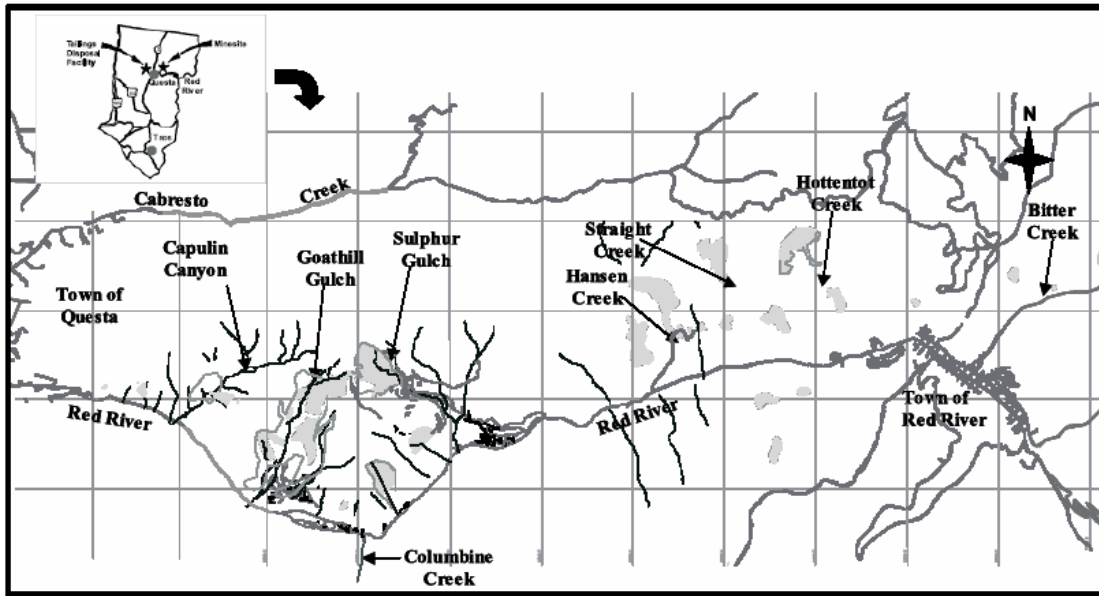 Tailings
Disposal
Facility
Minesite
Questa
Red
River
Taos
N
Cabresto Creek
Hottentot
Creek
Bitter
Creek
Straight
Creek
Sulphur
Gulch
Capulin
Canyon
Goathill
Gulch
Hansen
Creek
Town of
Questa
Red River
Red River
Town of
Red River
Columbine
Creek